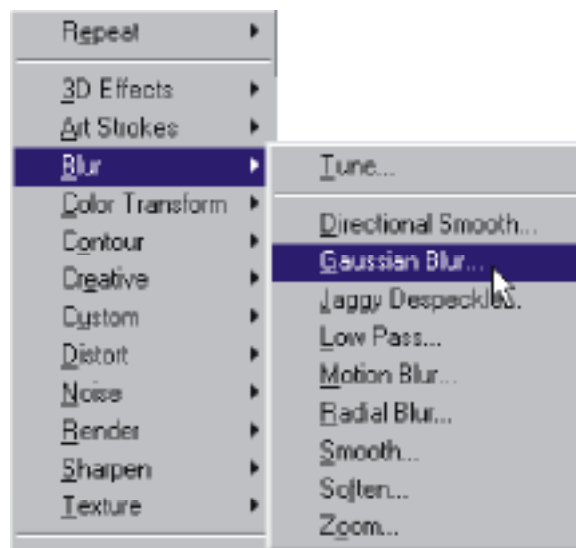 Repeat
3D Effects
Art Strokes
Blur
Color Transform
Contour
Creative
Custom
Distort
Noise
Render
Sharpen
Texture
Tune...
Directional Smooth...
Gaussian Blur...
Jaggy Despeckle...
Low Pass...
Motion Blur...
Radial Blur...
Smooth...
Soften...
Zoom...